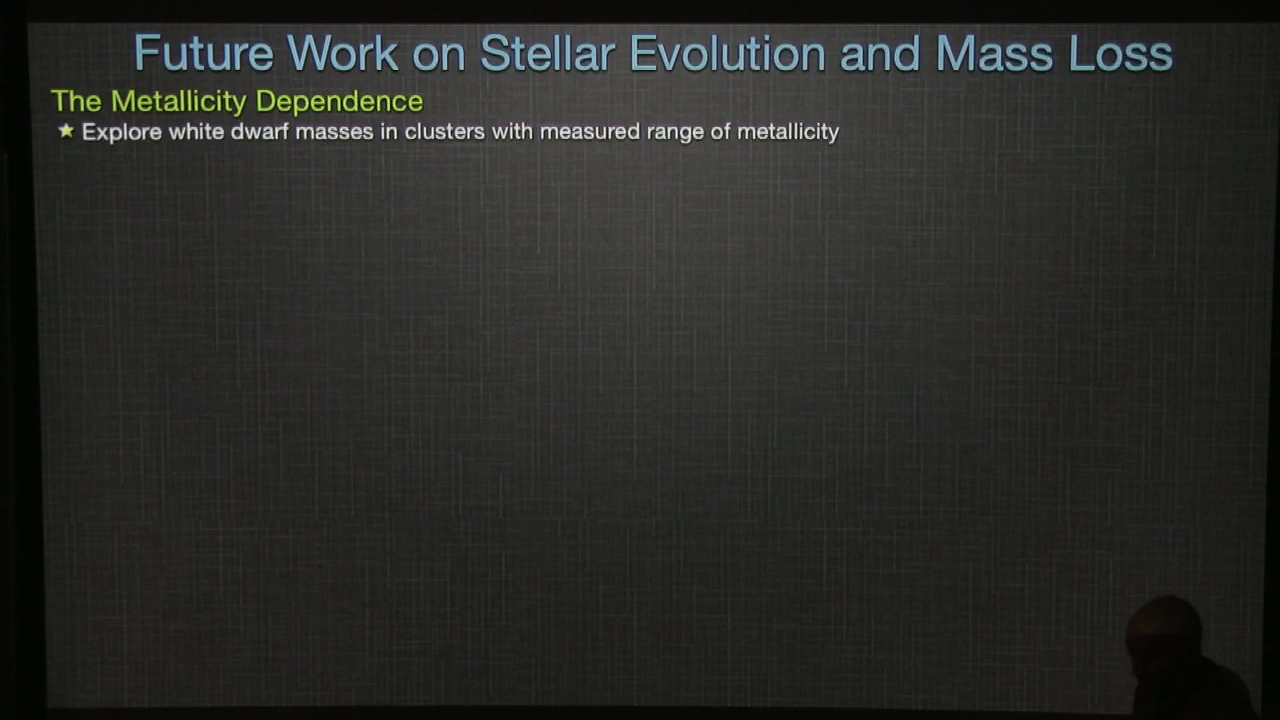 Future Work on Stellar Evolution and Mass Loss
The Metallicity Dependence
★ Explore white dwarf masses in clusters with measured range of metallicity